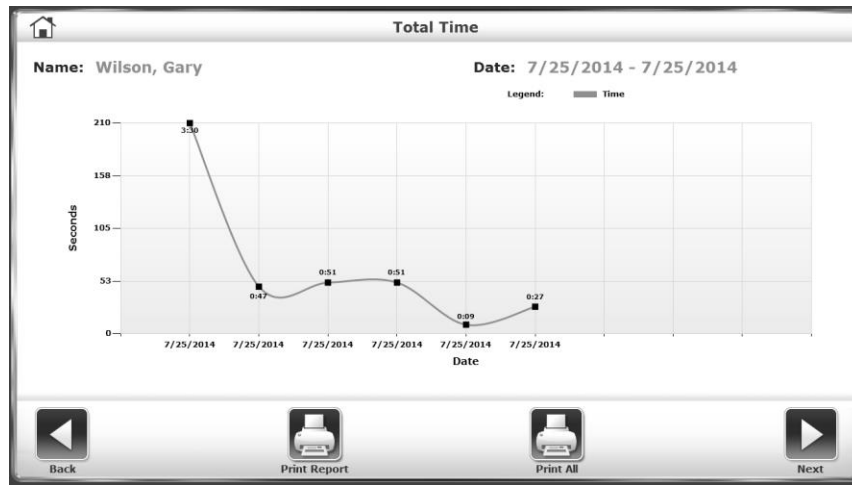 Total Time
Name: Wilson, Gary Date: 7/25/2014 - 7/25/2014
Legend: Time
210
3:30
158
105
Seconds
53
0:47
0:51
0:51
0:09
0:27
0
7/25/2014 7/25/2014 7/25/2014 7/25/2014 7/25/2014 7/25/2014
Date
Back Print Report Print All Next